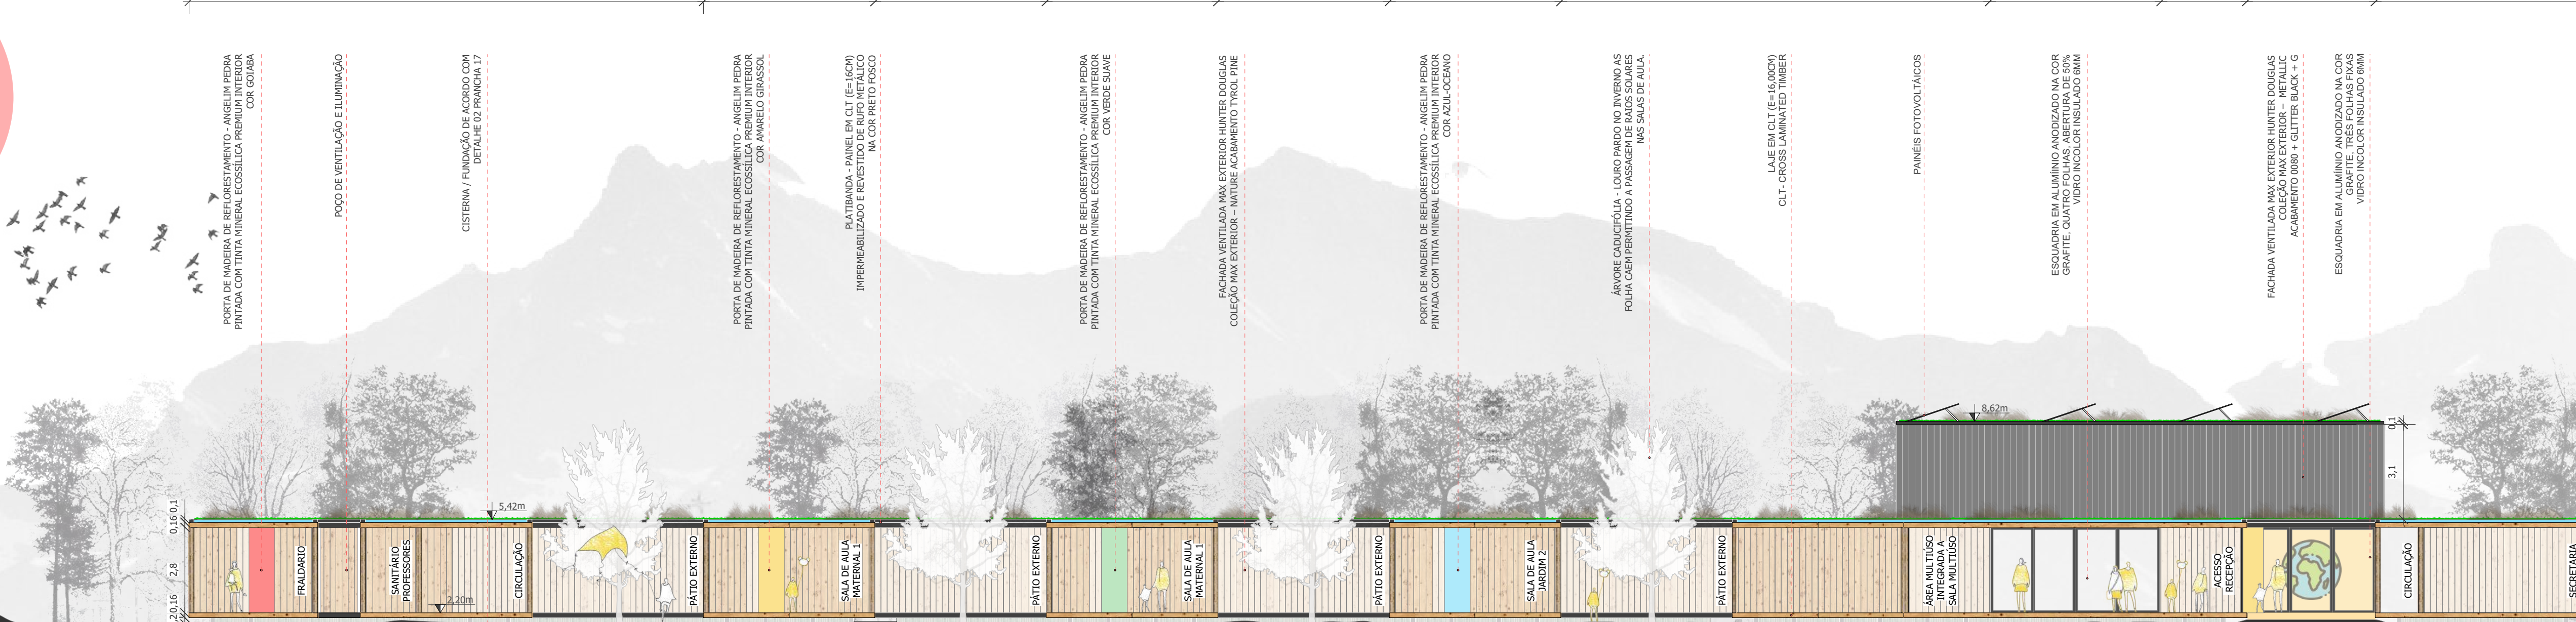 PORTA DE MADEIRA DE REFLORESTAMENTO - ANGELIM PEDRA
PINTADA COM TINTA MINERAL ECOSSÍLICA PREMIUM INTERIOR
COR GOIABA
POÇO DE VENTILAÇÃO E ILUMINAÇÃO
CISTERNA / FUNDAÇÃO DE ACORDO COM
DETALHE 02 PRANCHA 17
PORTA DE MADEIRA DE REFLORESTAMENTO - ANGELIM PEDRA
PINTADA COM TINTA MINERAL ECOSSÍLICA PREMIUM INTERIOR
COR AMARELO GIRASSOL
PLATIBANDA - PAINEL EM CLT (E=16CM)
IMPERMEABILIZADO E REVESTIDO DE RUFO METÁLICO
NA COR PRETO FOSCO
PORTA DE MADEIRA DE REFLORESTAMENTO - ANGELIM PEDRA
PINTADA COM TINTA MINERAL ECOSSÍLICA PREMIUM INTERIOR
COR VERDE SUAVE
FACHADA VENTILADA MAX EXTERIOR HUNTER DOUGLAS
COLEÇÃO MAX EXTERIOR – NATURE ACABAMENTO TYROL PINE
PORTA DE MADEIRA DE REFLORESTAMENTO - ANGELIM PEDRA
PINTADA COM TINTA MINERAL ECOSSÍLICA PREMIUM INTERIOR
COR AZUL-OCEANO
ÁRVORE CADUCIFÓLIA - LOURO PARDO NO INVERNO AS
FOLHA CAEM PERMITINDO A PASSAGEM DE RAIOS SOLARES
NAS SALAS DE AULA.
LAJE EM CLT (E=16,00CM)
CLT- CROSS LAMINATED TIMBER
PAINÉIS FOTOVOLTÁICOS
ESQUADRIA EM ALUMÍINIO ANODIZADO NA COR
GRAFITE, QUATRO FOLHAS, ABERTURA DE 50%
VIDRO INCOLOR INSULADO 6MM
FACHADA VENTILADA MAX EXTERIOR HUNTER DOUGLAS
COLEÇÃO MAX EXTERIOR – METALLIC
ACABAMENTO 0080 + GLITTER BLACK + G
ESQUADRIA EM ALUMÍINIO ANODIZADO NA COR
GRAFITE, TRÊS FOLHAS FIXAS
VIDRO INCOLOR INSULADO 6MM
8,62m
0,1
3,1
5,42m
2,20m
0,1
0,16
2,8
0,16
FRALDARIO
SANITÁRIO
PROFESSORES
CIRCULAÇÃO
PÁTIO EXTERNO
SALA DE AULA
MATERNAL 1
PÁTIO EXTERNO
SALA DE AULA
MATERNAL 1
PÁTIO EXTERNO
SALA DE AULA
JARDIM 2
PÁTIO EXTERNO
ÁREA MULTIÚSO
INTEGRADA A
SALA MULTIÚSO
ACESSO
RECEPÇÃO
CIRCULAÇÃO
SECRETARIA